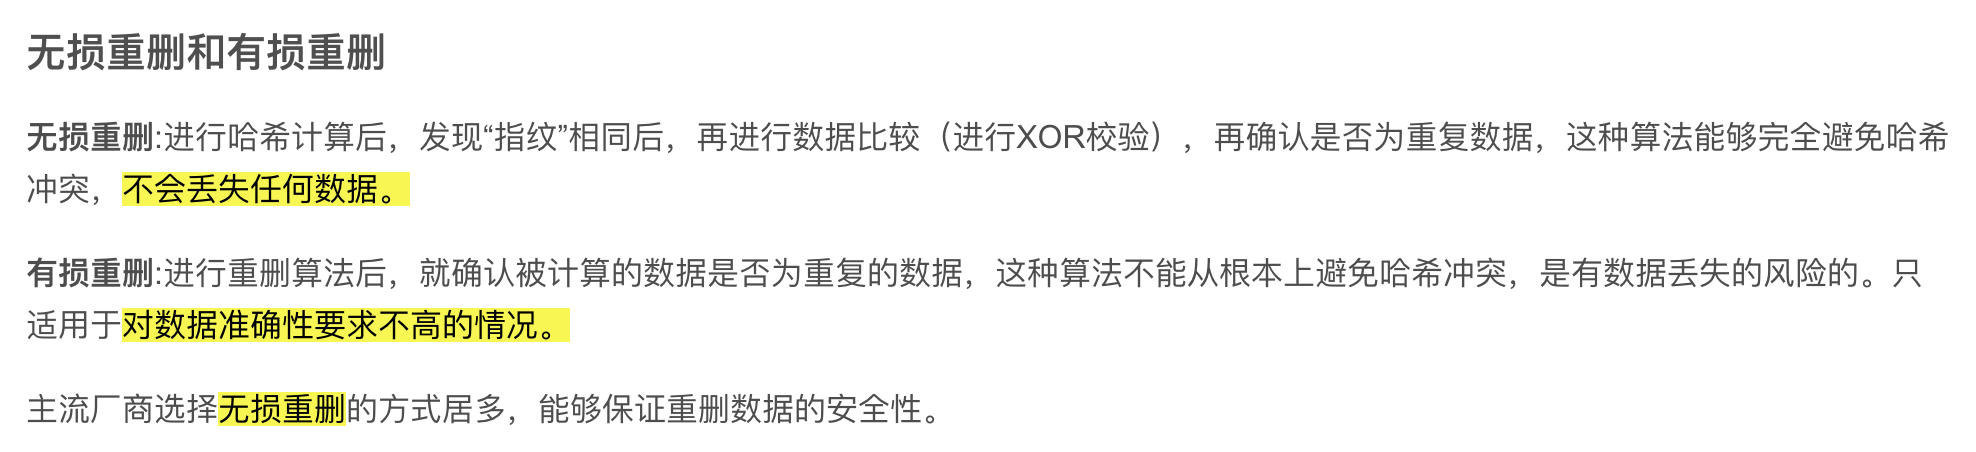 无损重删和有损重删
无损重删:进行哈希计算后，发现“指纹”相同后，再进行数据比较（进行XOR校验），再确认是否为重复数据，这种算法能够完全避免哈希
冲突，不会丢失任何数据。
有损重删:进行重删算法后，就确认被计算的数据是否为重复的数据，这种算法不能从根本上避免哈希冲突，是有数据丢失的风险的。只
适用于对数据准确性要求不高的情况。
主流厂商选择无损重删的方式居多，能够保证重删数据的安全性。